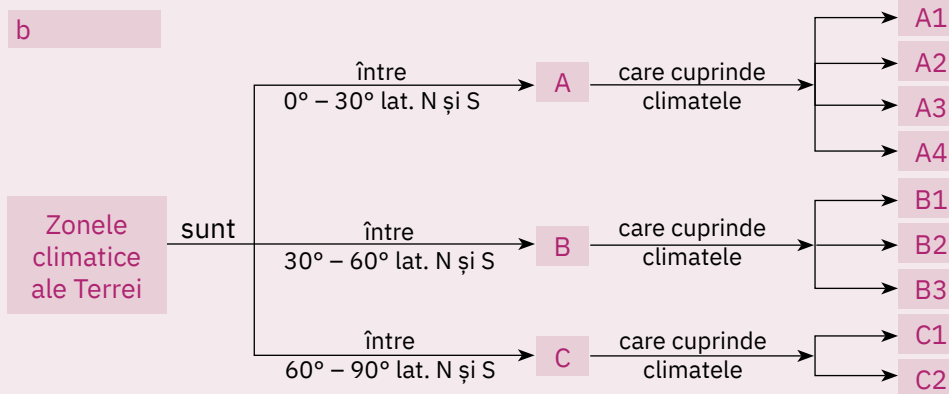 b
Zonele
climatice
ale Terrei
sunt
între
0° – 30° lat. N și S
A
care cuprinde
climatele
A1
A2
A3
A4
între
30° – 60° lat. N și S
B
care cuprinde
climatele
B1
B2
B3
între
60° – 90° lat. N și S
C
care cuprinde
climatele
C1
C2